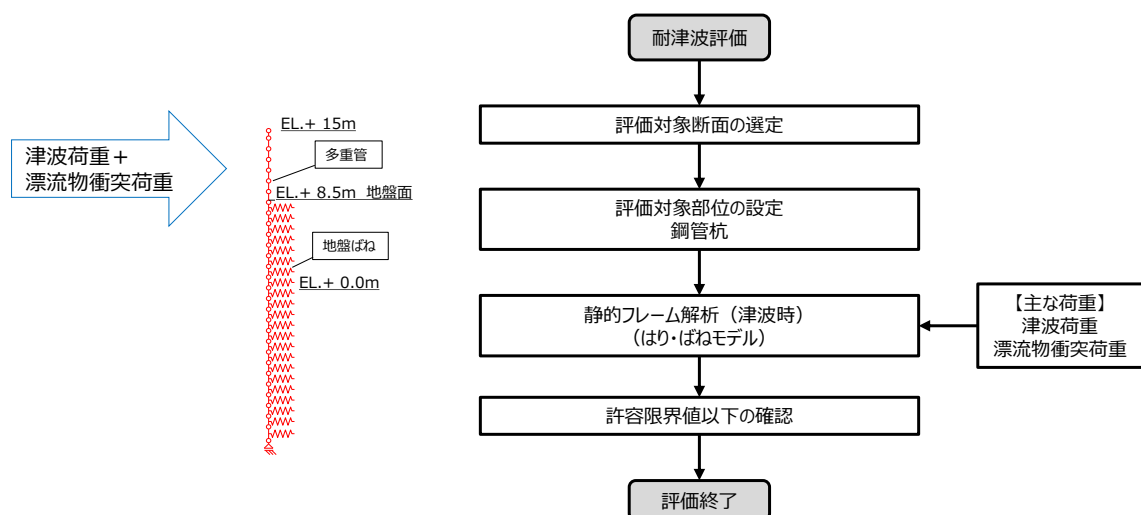 津波荷重＋
漂流物衝突荷重
EL.+ 15m
多重管
EL.+ 8.5m 地盤面
地盤ばね
EL.+ 0.0m
耐津波評価
評価対象断面の選定
評価対象部位の設定
鋼管杭
静的フレーム解析（津波時）
（はり・ばねモデル）
【主な荷重】
津波荷重
漂流物衝突荷重
許容限界値以下の確認
評価終了